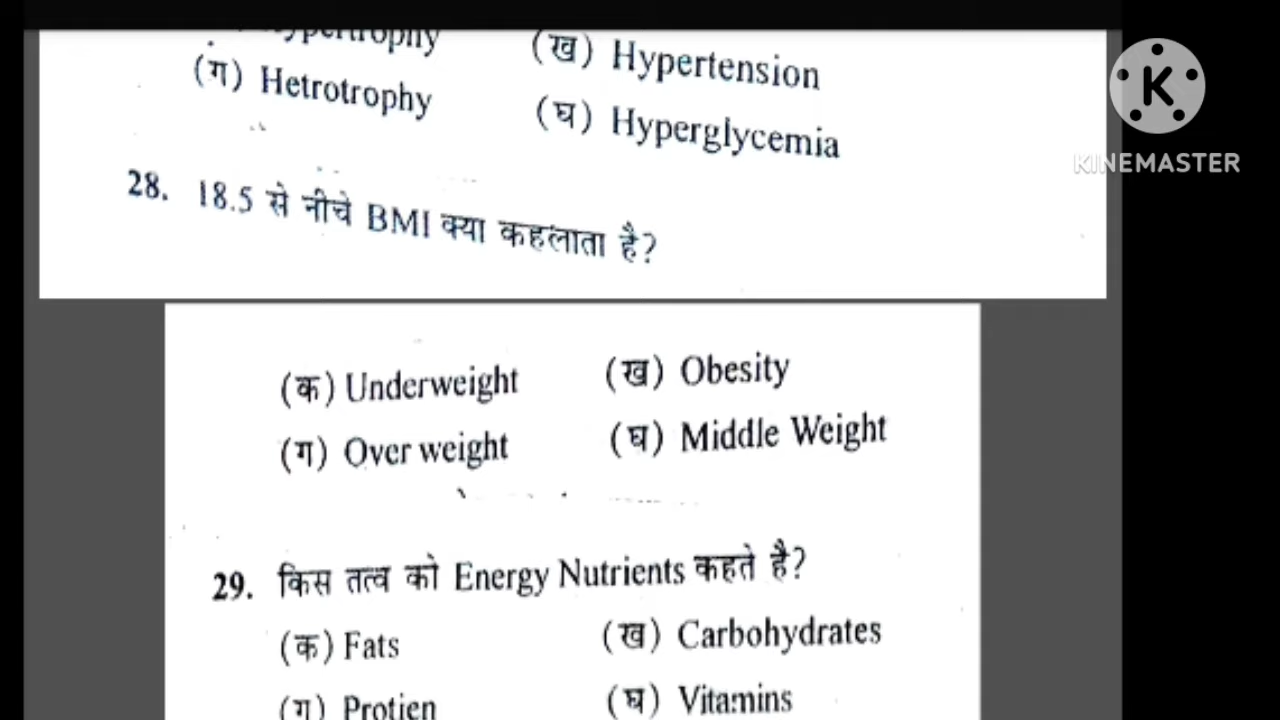 (ख) Hypertension
(ग) Hetrotrophy (घ) Hyperglycemia
28. 18.5 से नीचे BMI क्या कहलाता है?
(क) Underweight (ख) Obesity
(ग) Over weight (घ) Middle Weight
29. किस तत्व को Energy Nutrients कहते है?
(क) Fats (ख) Carbohydrates
(ग) Protien (घ) Vitamins
K
KINEMASTER